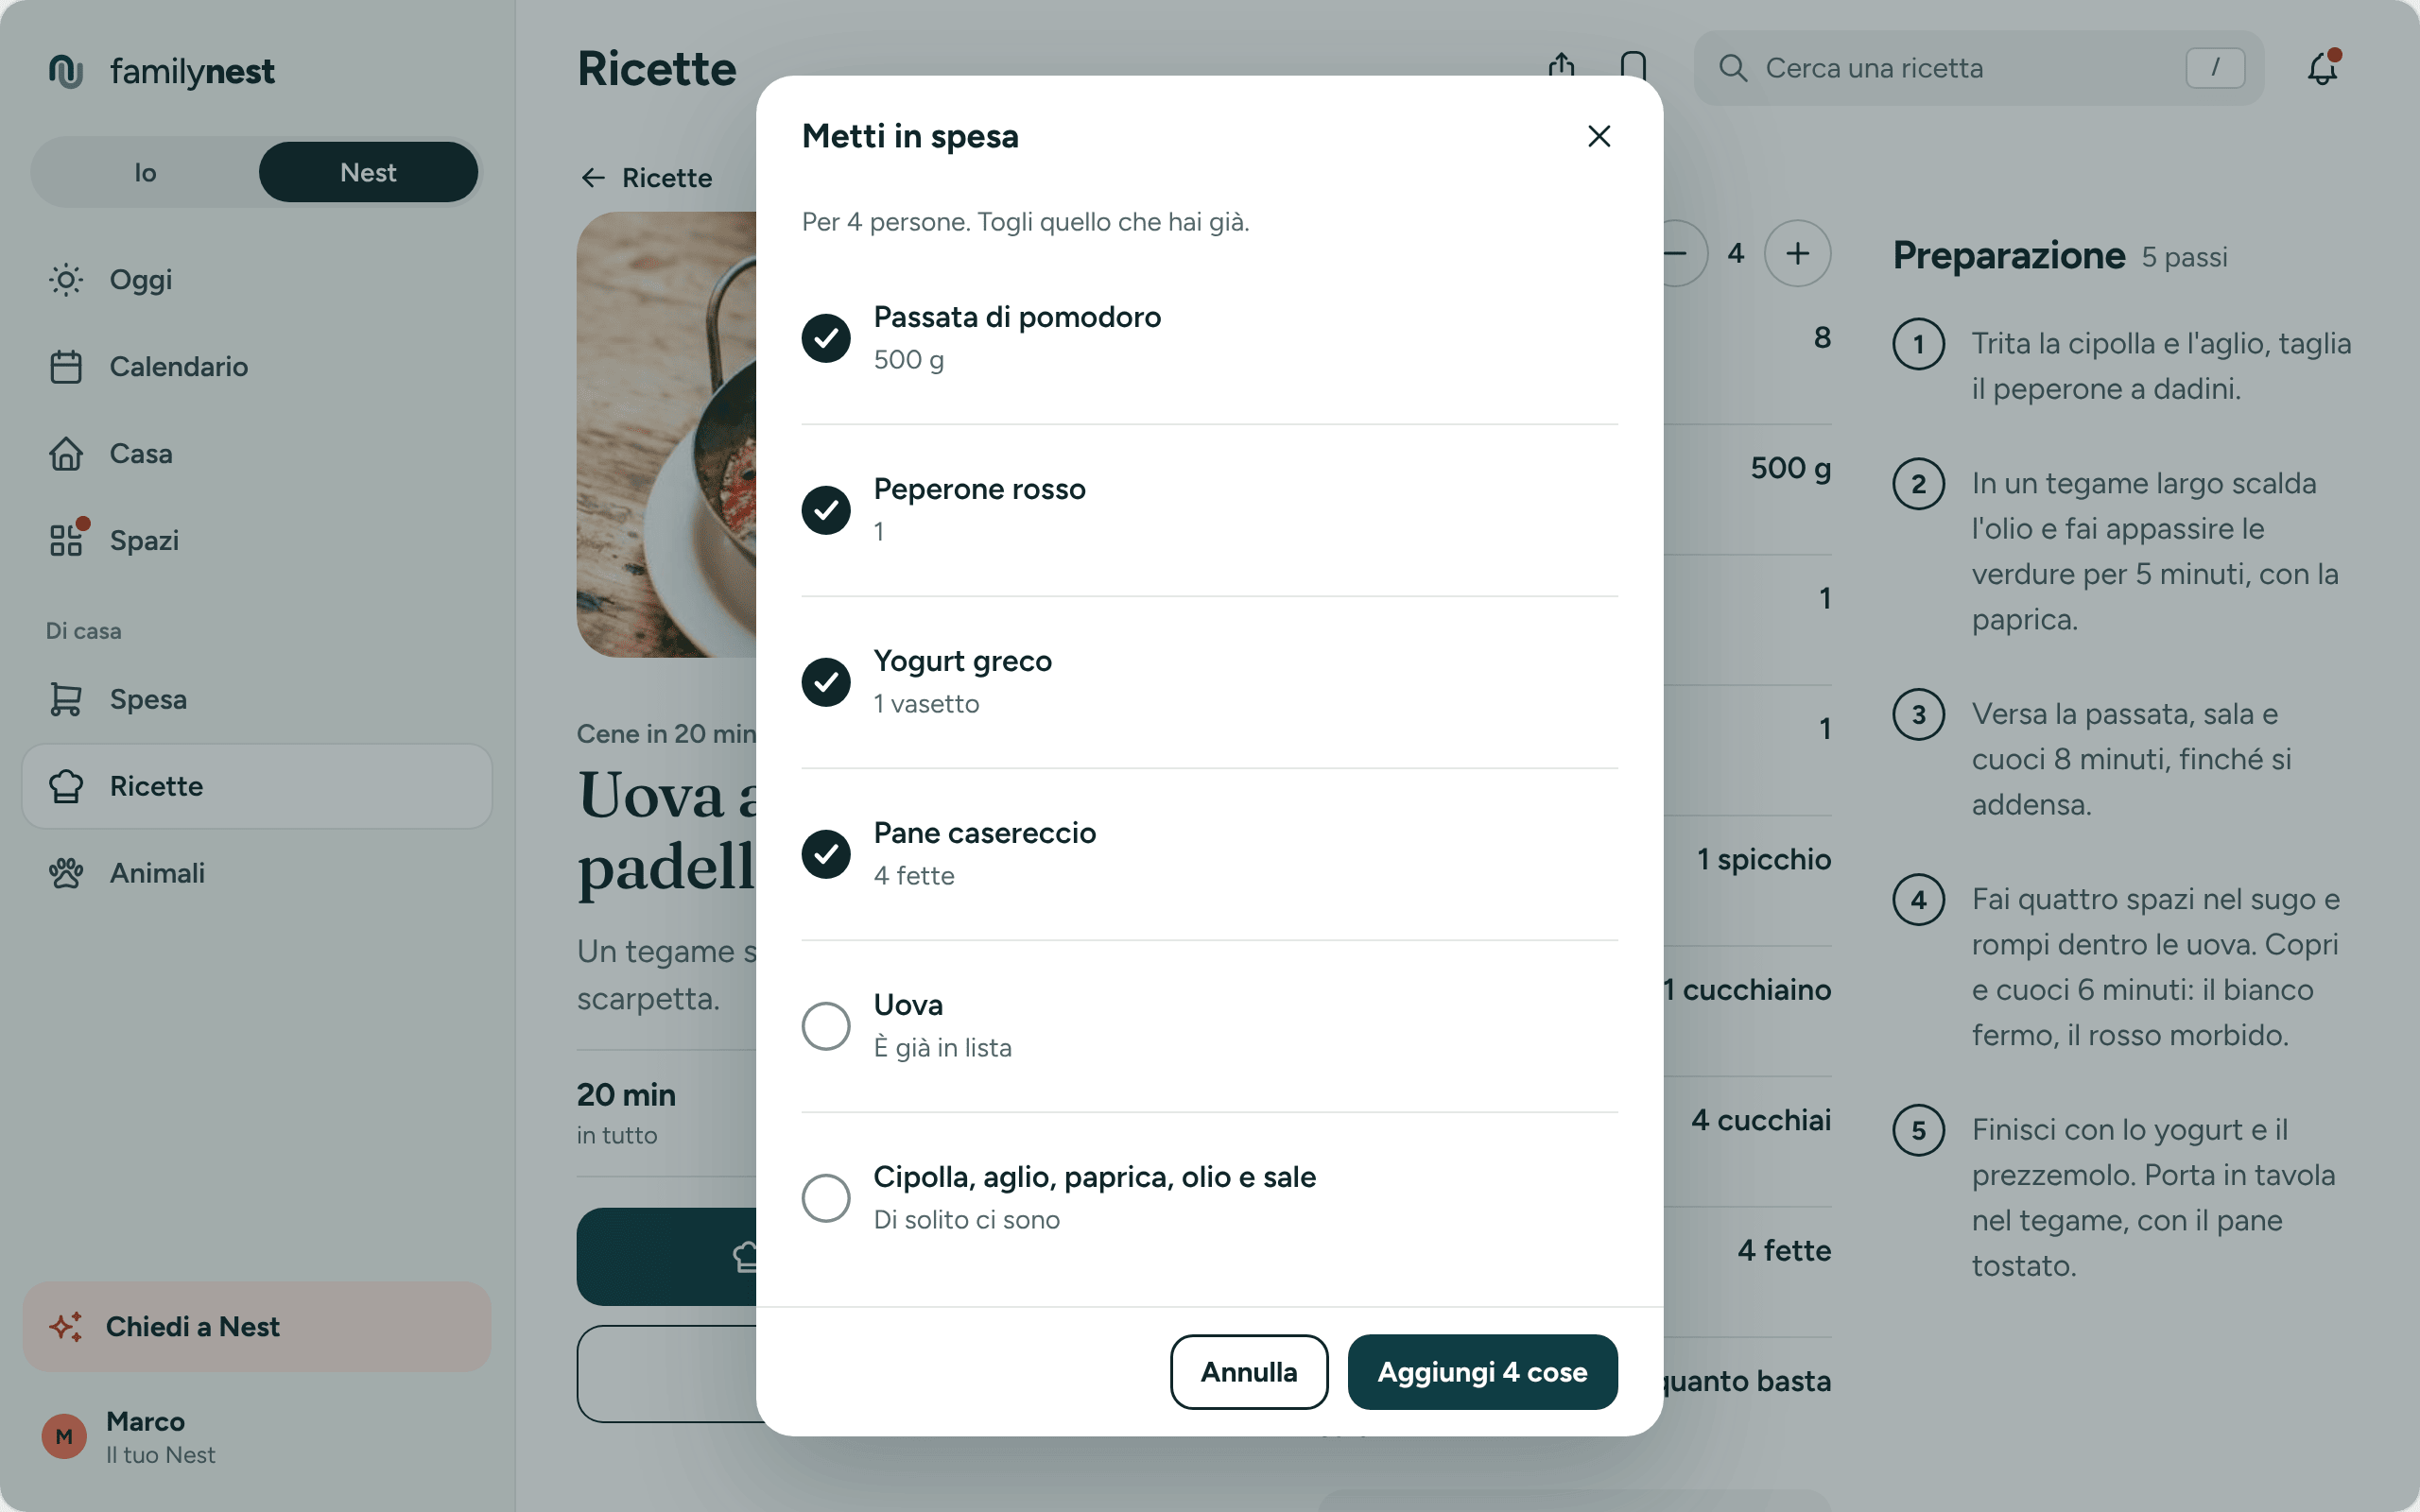 familynest
Io
Nest
Oggi
Calendario
Casa
Spazi
Di casa
Spesa
Ricette
Animali
Chiedi a Nest
M
Marco
Il tuo Nest
Ricette
Cerca una ricetta
/
Ricette
Cene in 20 min
Uova a
padell
Un tegame s
scarpetta.
20 min
in tutto
Metti in spesa
Per 4 persone. Togli quello che hai già.
Passata di pomodoro
500 g
Peperone rosso
1
Yogurt greco
1 vasetto
Pane casereccio
4 fette
Uova
È già in lista
Cipolla, aglio, paprica, olio e sale
Di solito ci sono
Annulla
Aggiungi 4 cose
4
8
500 g
1
1
1 spicchio
1 cucchiaino
4 cucchiai
4 fette
quanto basta
Preparazione
5 passi
1
Trita la cipolla e l'aglio, taglia
il peperone a dadini.
2
In un tegame largo scalda
l'olio e fai appassire le
verdure per 5 minuti, con la
paprica.
3
Versa la passata, sala e
cuoci 8 minuti, finché si
addensa.
4
Fai quattro spazi nel sugo e
rompi dentro le uova. Copri
e cuoci 6 minuti: il bianco
fermo, il rosso morbido.
5
Finisci con lo yogurt e il
prezzemolo. Porta in tavola
nel tegame, con il pane
tostato.